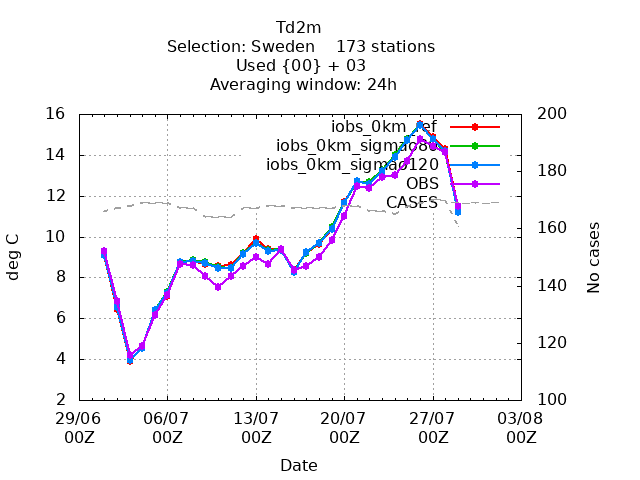 Td2m
Selection: Sweden    173 stations
Used {00} + 03
Averaging window: 24h
iobs_0km_ref
iobs_0km_sigmao80
iobs_0km_sigmao120
OBS
CASES
16
14
12
10
8
6
4
2
200
180
160
140
120
100
deg C
No cases
29/06 06/07 13/07 20/07 27/07 03/08
00Z 00Z 00Z 00Z 00Z 00Z
Date